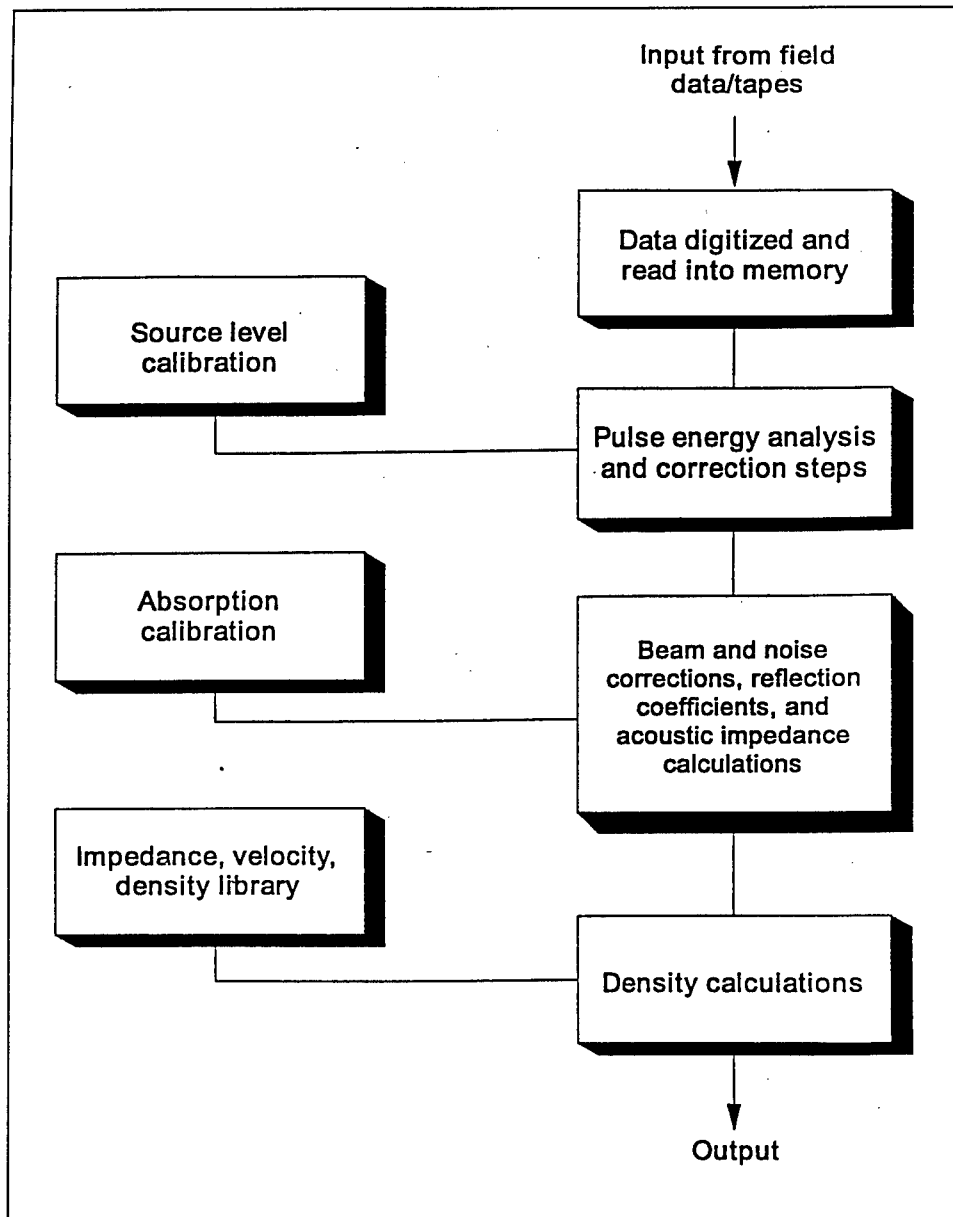 Input from field
data/tapes
Data digitized and
read into memory
Source level
calibration
Pulse energy analysis
and correction steps
Absorption
calibration
Beam and noise
corrections, reflection
coefficients, and
acoustic impedance
calculations
Impedance, velocity,
density library
Density calculations
Output